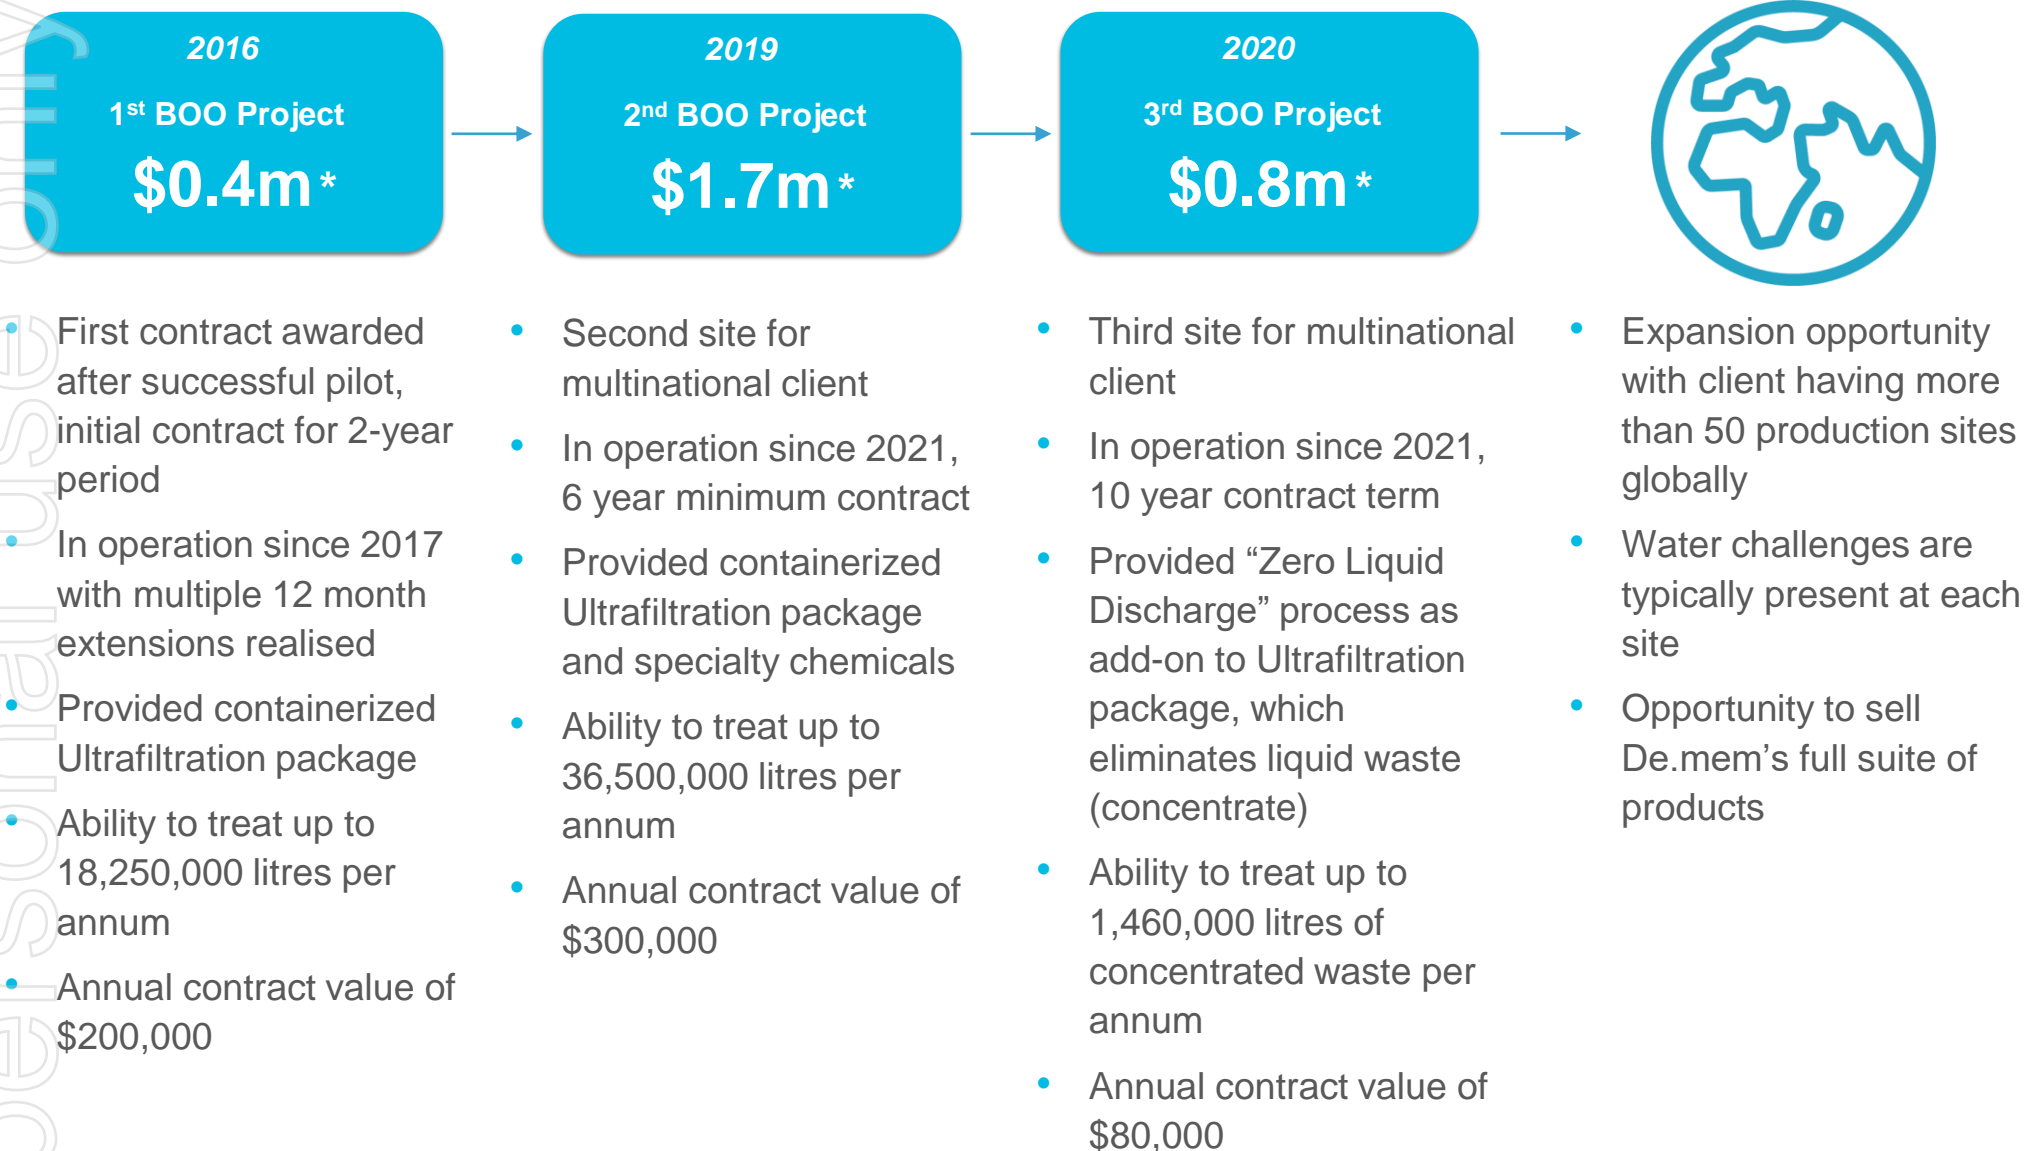 2016
1st BOO Project
$0.4m*
2019
2nd BOO Project
$1.7m*
2020
3rd BOO Project
$0.8m*
• First contract awarded
after successful pilot,
initial contract for 2-year
period
• In operation since 2017
with multiple 12 month
extensions realised
• Provided containerized
Ultrafiltration package
• Ability to treat up to
18,250,000 litres per
annum
• Annual contract value of
$200,000
• Second site for
multinational client
• In operation since 2021,
6 year minimum contract
• Provided containerized
Ultrafiltration package
and specialty chemicals
• Ability to treat up to
36,500,000 litres per
annum
• Annual contract value of
$300,000
• Third site for multinational
client
• In operation since 2021,
10 year contract term
• Provided “Zero Liquid
Discharge” process as
add-on to Ultrafiltration
package, which
eliminates liquid waste
(concentrate)
• Ability to treat up to
1,460,000 litres of
concentrated waste per
annum
• Annual contract value of
$80,000
• Expansion opportunity
with client having more
than 50 production sites
globally
• Water challenges are
typically present at each
site
• Opportunity to sell
De.mem’s full suite of
products
personal use only